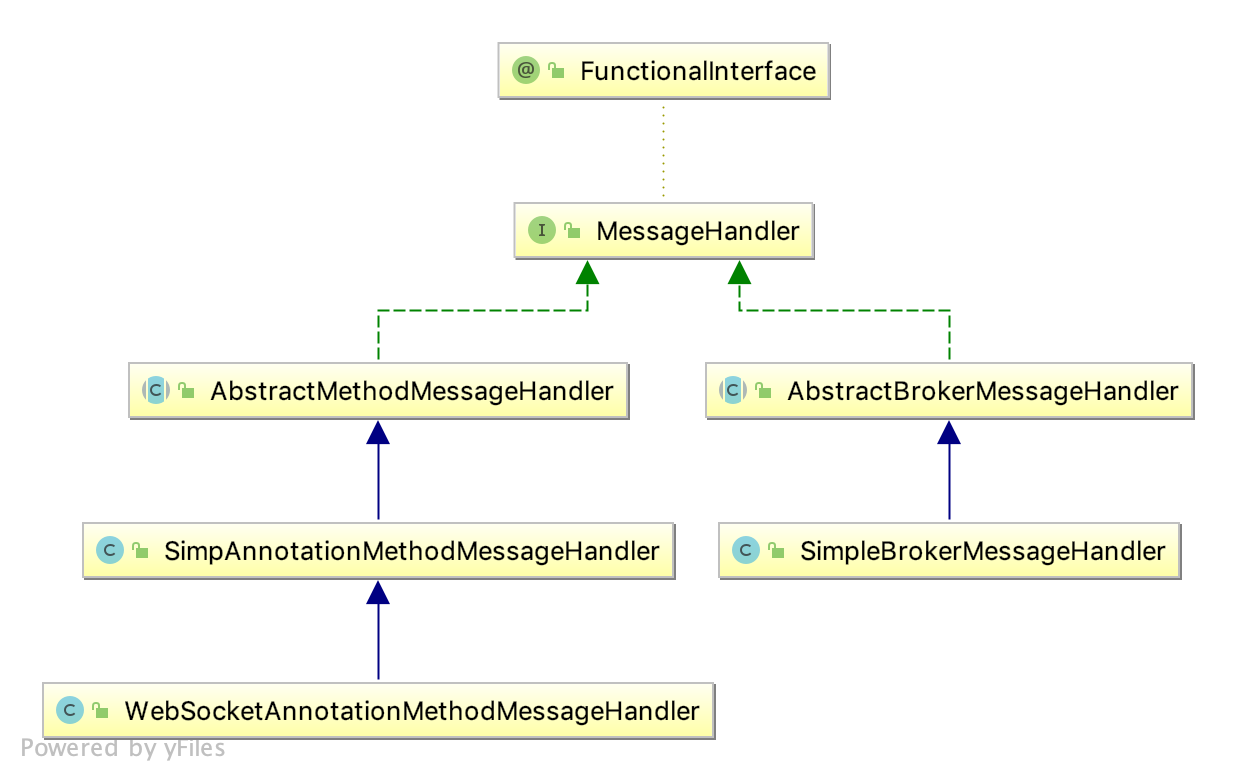 @ FunctionalInterface
I MessageHandler
C AbstractMethodMessageHandler
C AbstractBrokerMessageHandler
C SimpAnnotationMethodMessageHandler
C SimpleBrokerMessageHandler
C WebSocketAnnotationMethodMessageHandler
Powered by yFiles